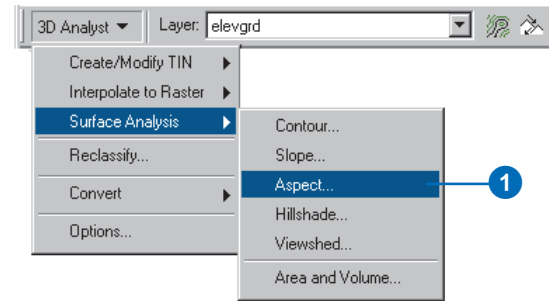 3D Analyst Layer: elevgrd
Create/Modify TIN
Interpolate to Raster
Surface Analysis
Reclassify...
Convert
Options...
Contour...
Slope...
Aspect...
Hillshade...
Viewshed...
Area and Volume...
1